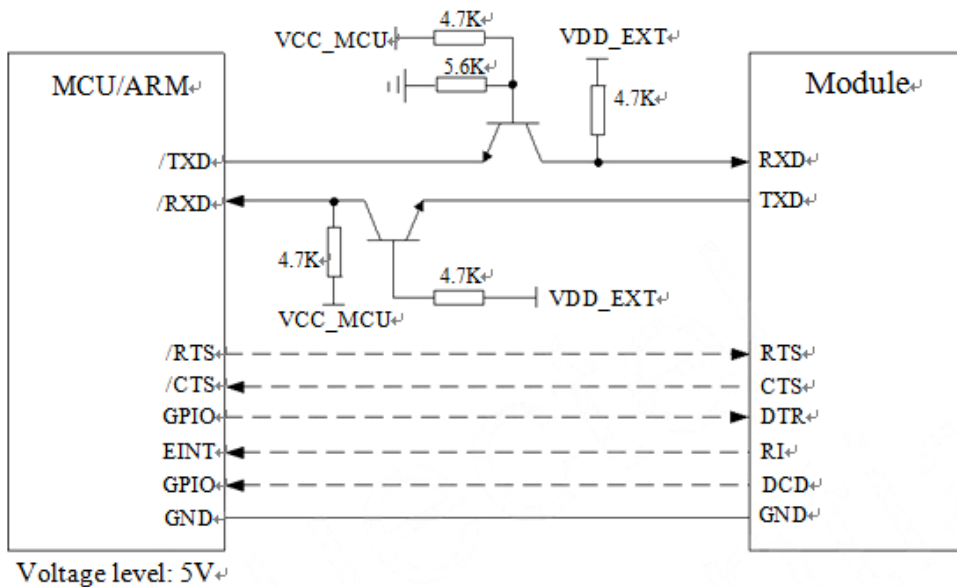 4.7K↵
VCC_MCU
VDD_EXT↵
MCU/ARM↵
5.6K↵
4.7K↵
Module↵
/TXD↵
RXD↵
/RXD↵
TXD↵
4.7K↵
4.7K↵
VDD_EXT↵
VCC_MCU↵
/RTS↵
RTS↵
/CTS↵
CTS↵
GPIO↵
DTR↵
EINT↵
RI↵
GPIO↵
DCD↵
GND↵
GND↵
Voltage level: 5V↵